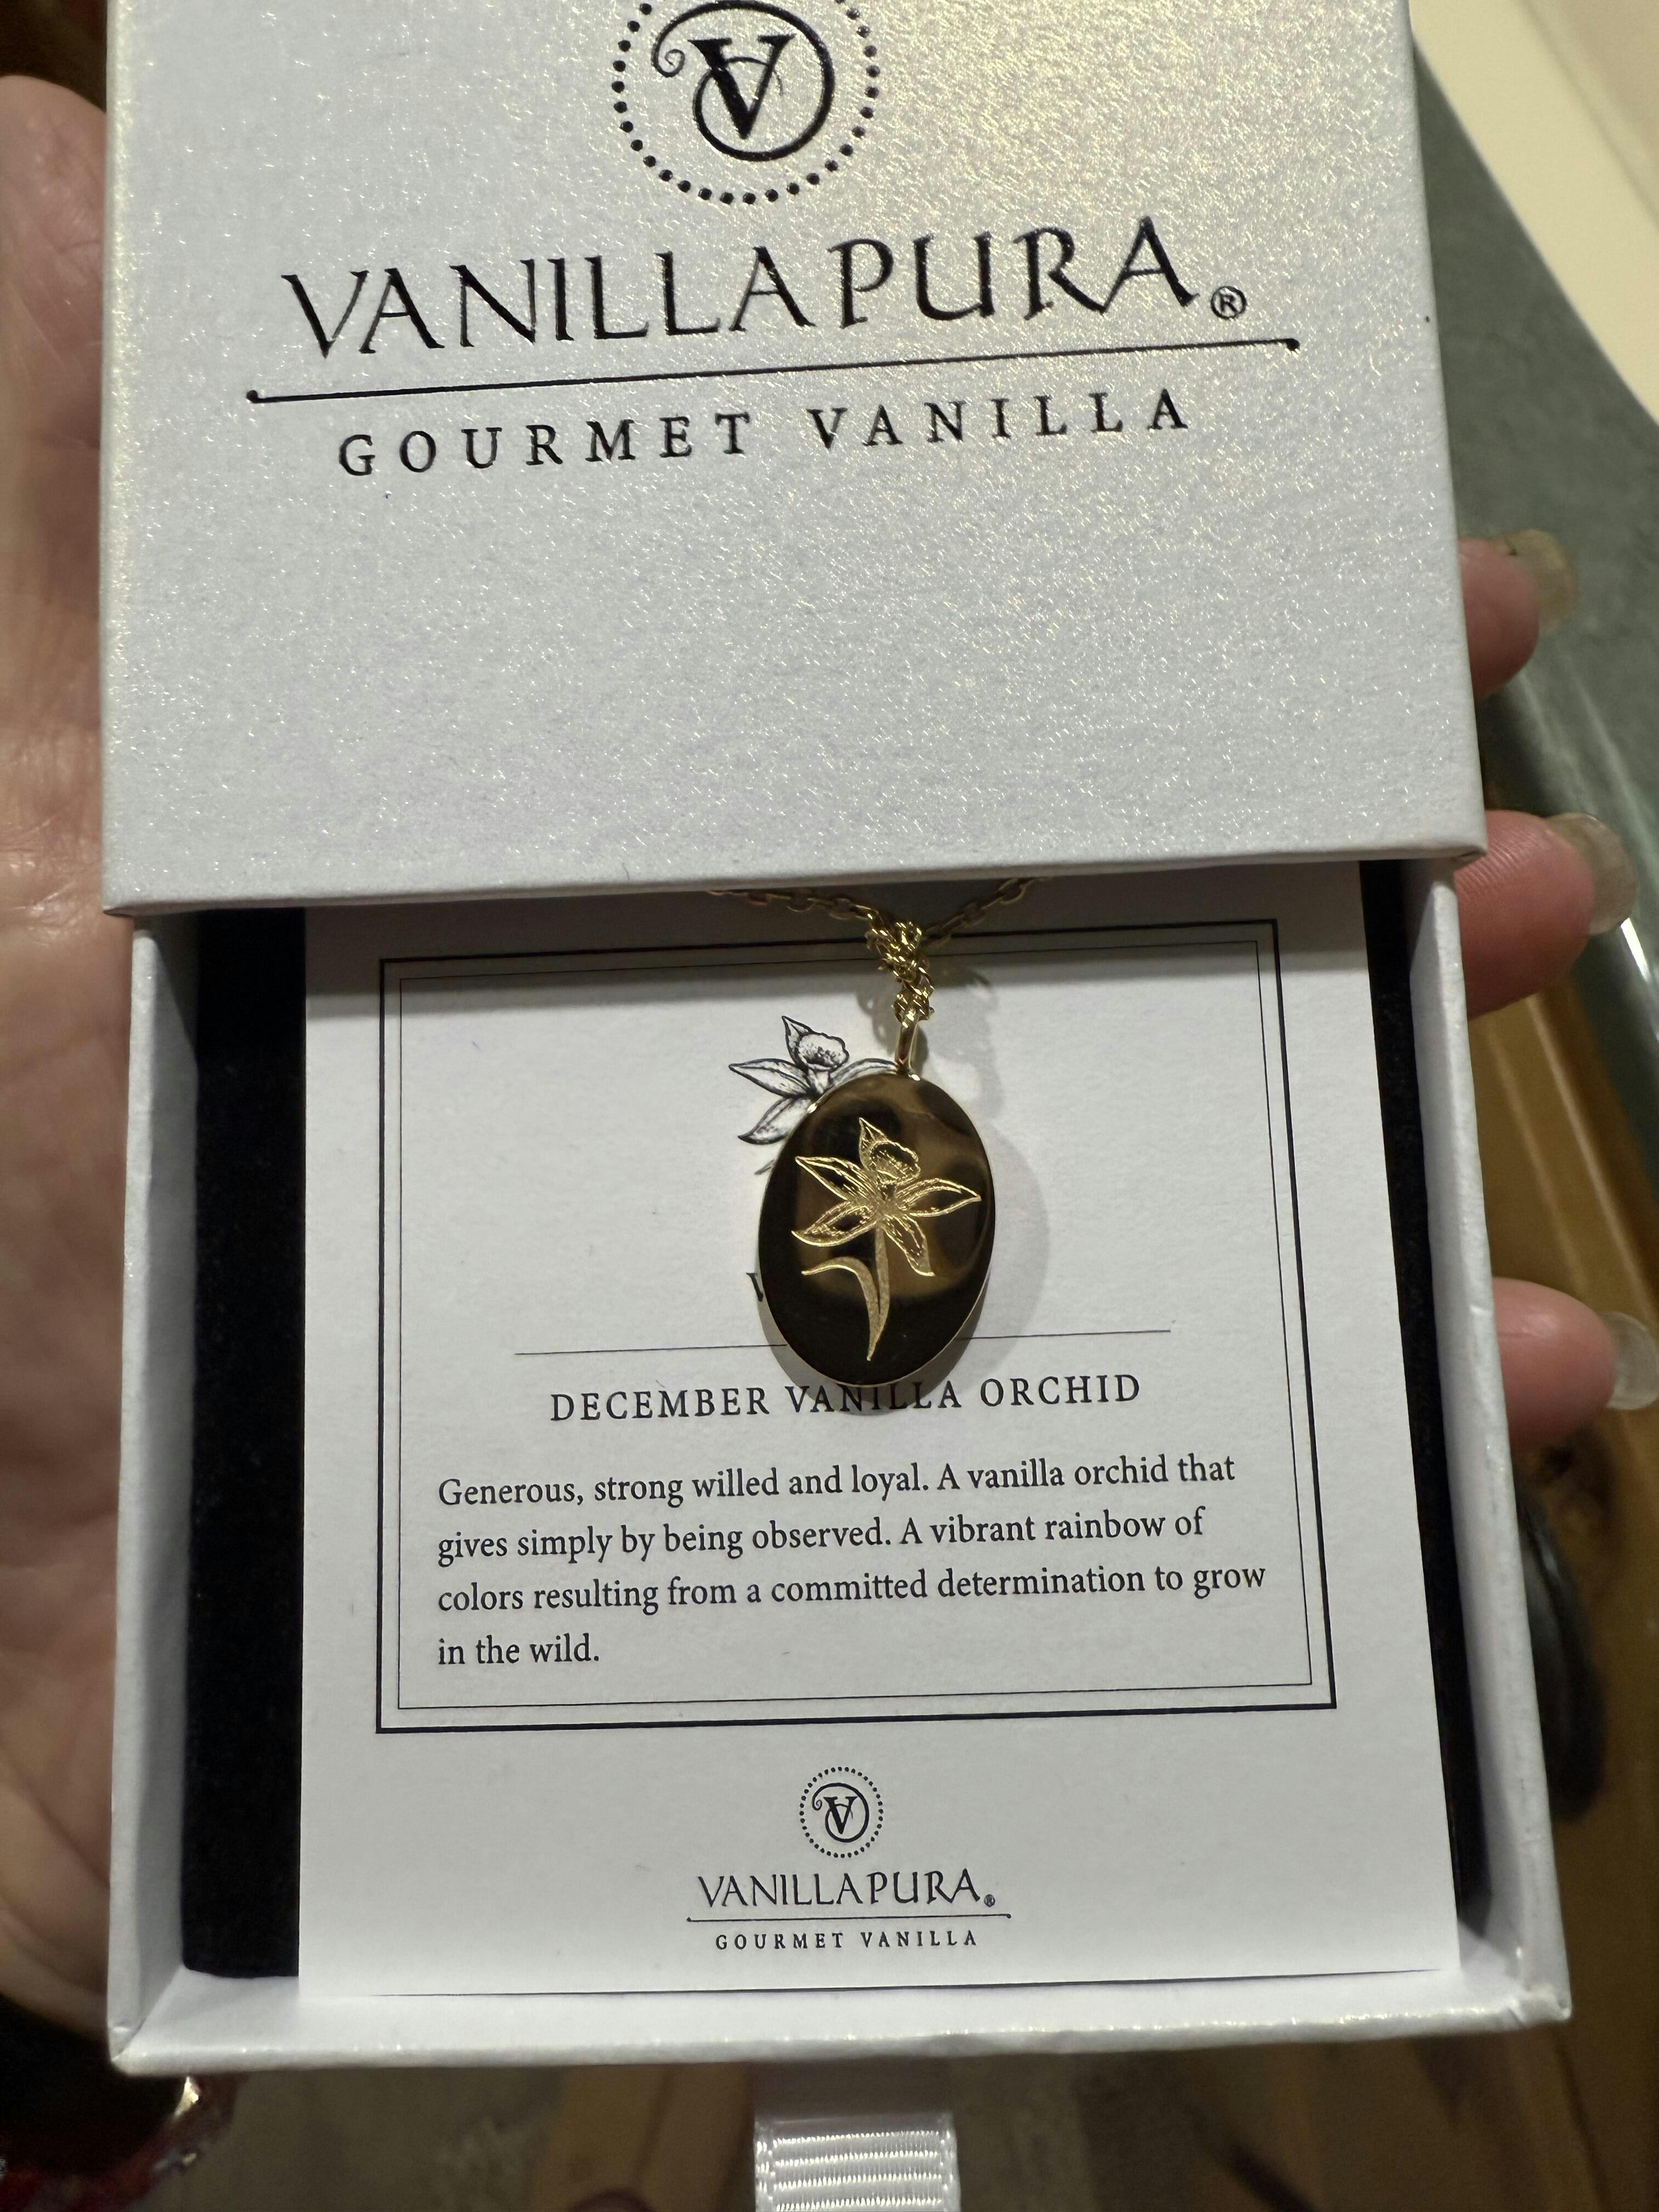 V
VANILLAPURA®
GOURMET VANILLA
DECEMBER VANILLA ORCHID
Generous, strong willed and loyal. A vanilla orchid that
gives simply by being observed. A vibrant rainbow of
colors resulting from a committed determination to grow
in the wild.
V
VANILLAPURA®
GOURMET VANILLA